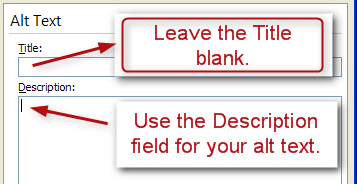 Alt Text
Title:
Leave the Title
blank.
Description:
Use the Description
field for your alt text.